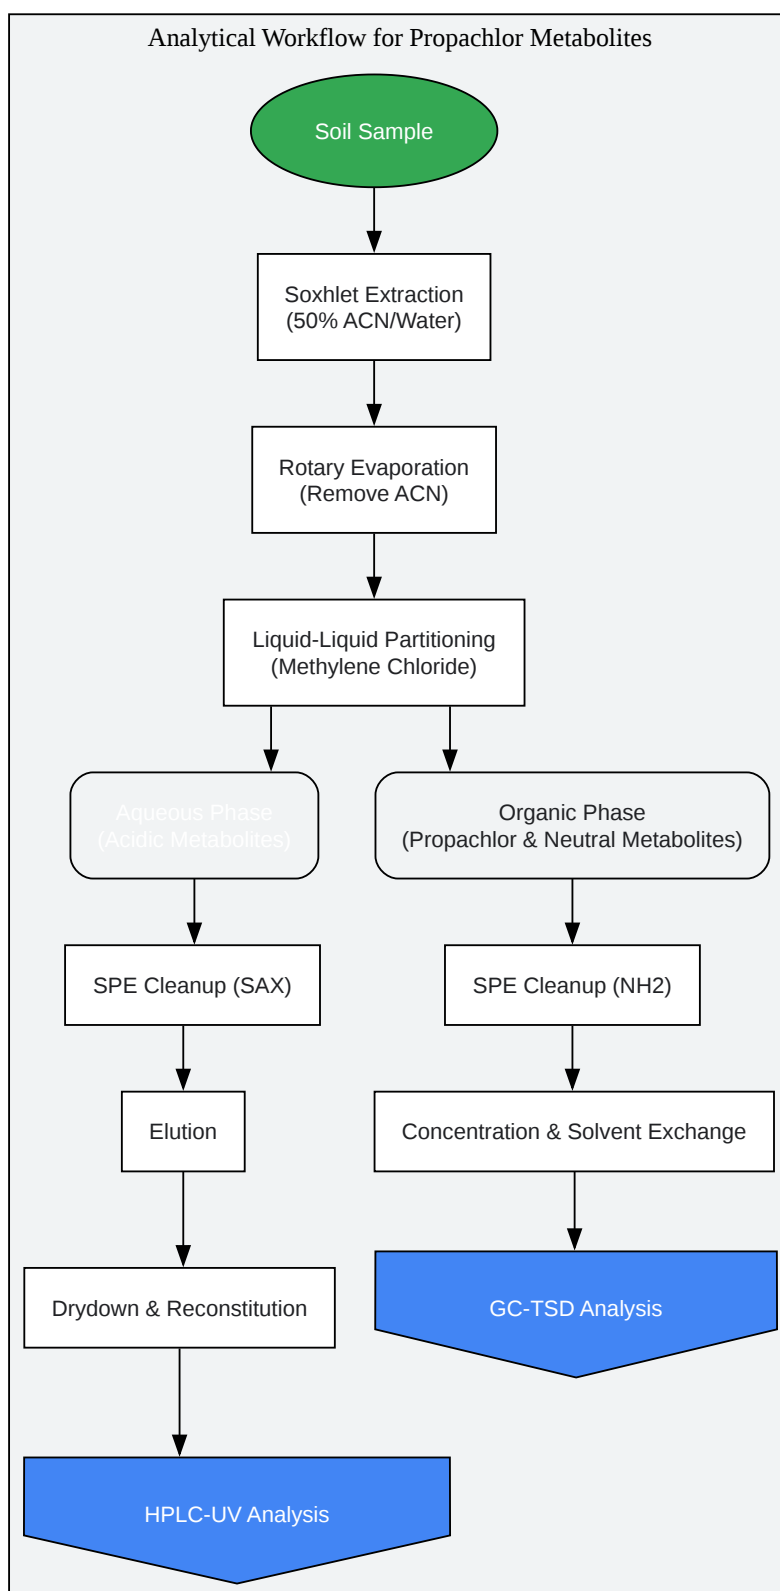 Analytical Workflow for Propachlor Metabolites
Soil Sample
Soxhlet Extraction
(50% ACN/Water)
Rotary Evaporation
(Remove ACN)
Liquid-Liquid Partitioning
(Methylene Chloride)
Aqueous Phase
(Acidic Metabolites)
Organic Phase
(Propachlor & Neutral Metabolites)
SPE Cleanup (SAX)
SPE Cleanup (NH2)
Elution
Concentration & Solvent Exchange
Drydown & Reconstitution
GC-TSD Analysis
HPLC-UV Analysis